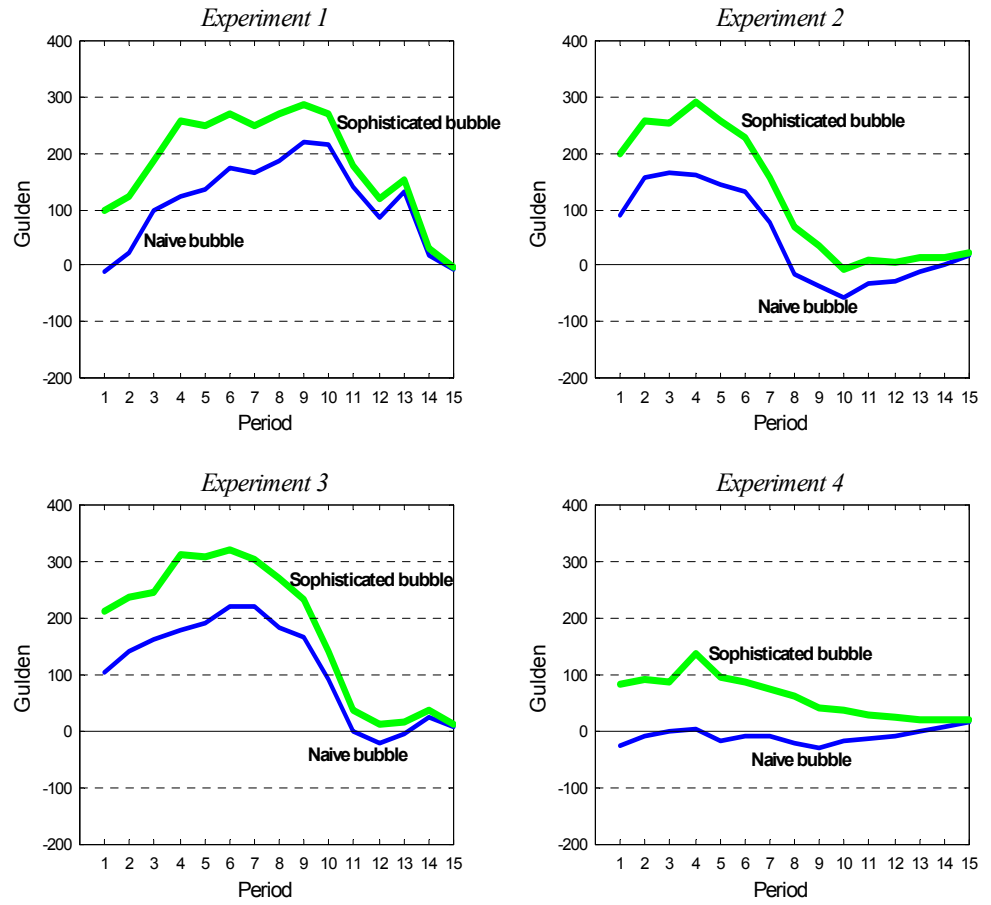 Experiment 1
400
300
200
100
0
-100
-200
Gulden
Sophisticated bubble
Naive bubble
1 2 3 4 5 6 7 8 9 10 11 12 13 14 15
Period
Experiment 2
400
300
200
100
0
-100
-200
Gulden
Sophisticated bubble
Naive bubble
1 2 3 4 5 6 7 8 9 10 11 12 13 14 15
Period
Experiment 3
400
300
200
100
0
-100
-200
Gulden
Sophisticated bubble
Naive bubble
1 2 3 4 5 6 7 8 9 10 11 12 13 14 15
Period
Experiment 4
400
300
200
100
0
-100
-200
Gulden
Sophisticated bubble
Naive bubble
1 2 3 4 5 6 7 8 9 10 11 12 13 14 15
Period